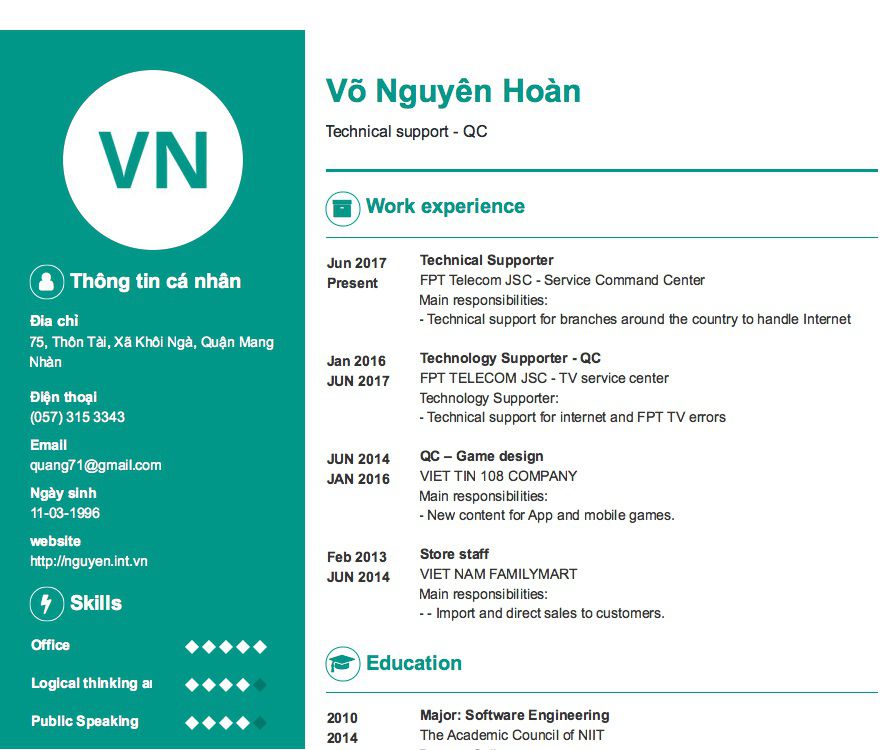 VN
Thông tin cá nhân
Địa chỉ
75, Thôn Tài, Xã Khôi Ngà, Quận Mang
Nhàn
Điện thoại
(057) 315 3343
Email
quang71@gmail.com
Ngày sinh
11-03-1996
website
http://nguyen.int.vn
Skills
Office
Logical thinking
Public Speaking
Võ Nguyên Hoàn
Technical support - QC
Work experience
Jun 2017
Present
Technical Supporter
FPT Telecom JSC - Service Command Center
Main responsibilities:
- Technical support for branches around the country to handle Internet
Jan 2016
JUN 2017
Technology Supporter - QC
FPT TELECOM JSC - TV service center
Technology Supporter:
- Technical support for internet and FPT TV errors
JUN 2014
JAN 2016
QC – Game design
VIET TIN 108 COMPANY
Main responsibilities:
- New content for App and mobile games.
Feb 2013
JUN 2014
Store staff
VIET NAM FAMILYMART
Main responsibilities:
- - Import and direct sales to customers.
Education
2010
2014
Major: Software Engineering
The Academic Council of NIIT